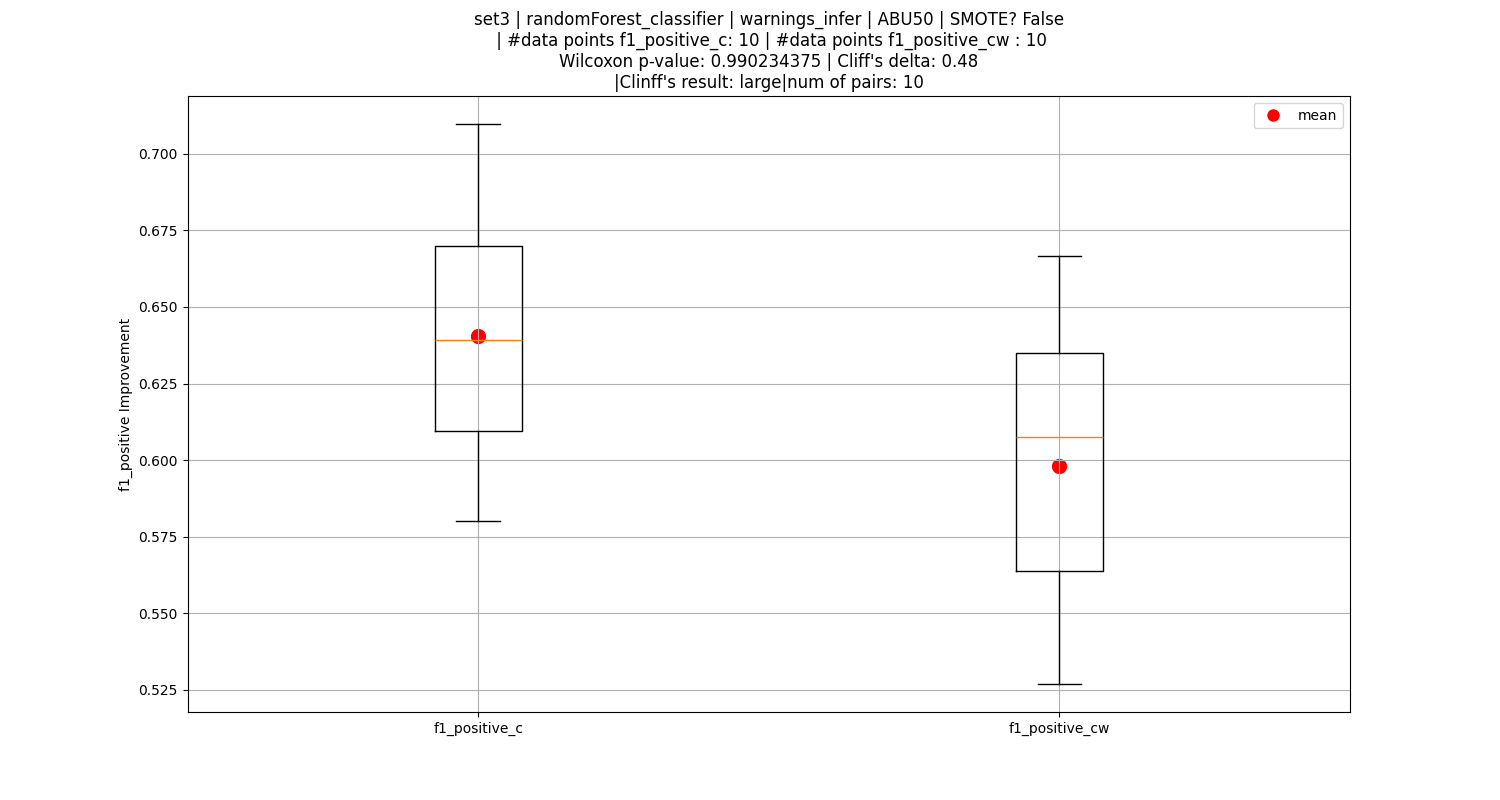 set3 | randomForest_classifier | warnings_infer | ABU50 | SMOTE? False
| #data points f1_positive_c: 10 | #data points f1_positive_cw : 10
Wilcoxon p-value: 0.990234375 | Cliff's delta: 0.48
|Clinff's result: large|num of pairs: 10
mean
0.700
0.675
0.650
0.625
0.600
0.575
0.550
0.525
f1_positive Improvement
f1_positive_c
f1_positive_cw